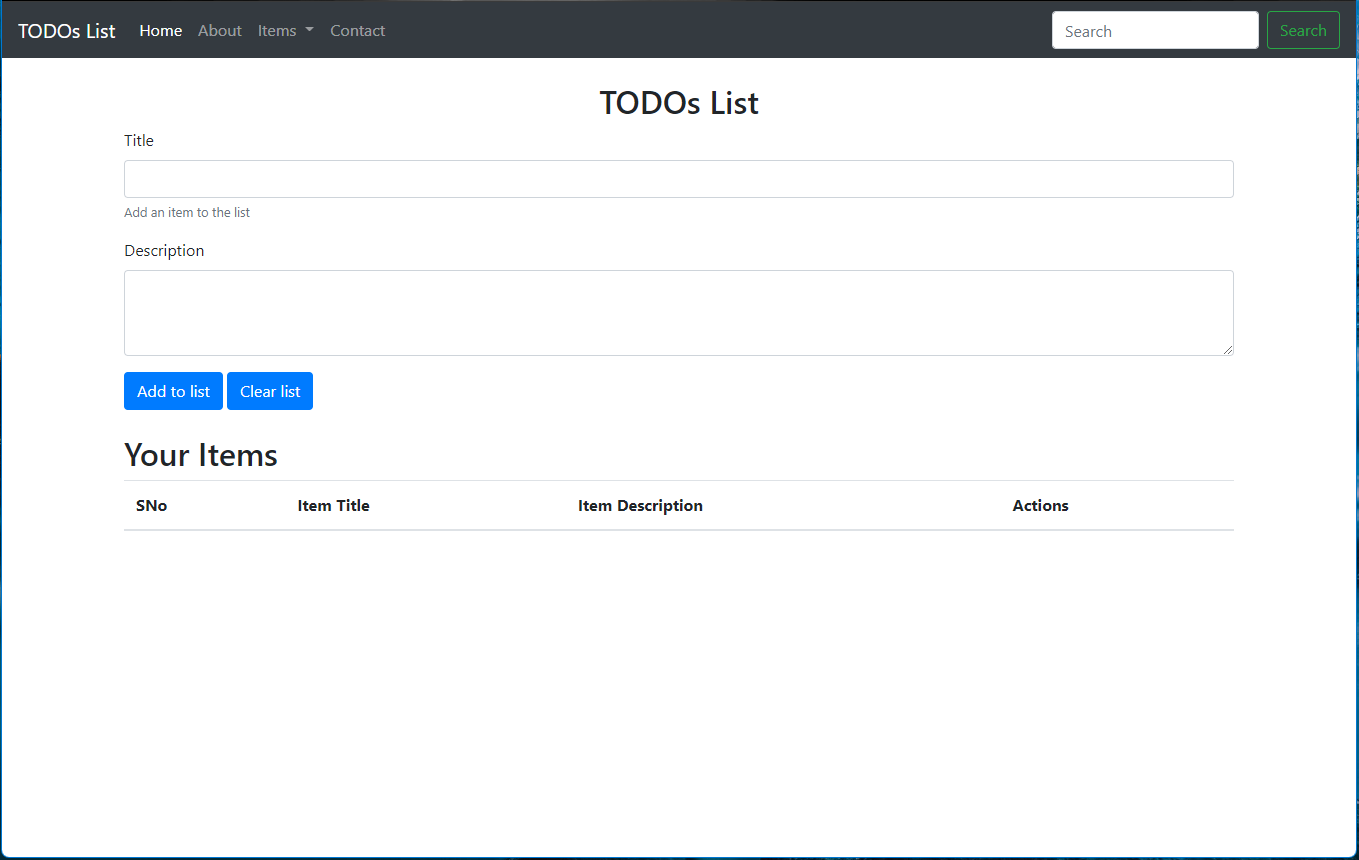 TODOs List Home About Items Contact Search Search
TODOs List
Title
Add an item to the list
Description
Add to list Clear list
Your Items
SNo Item Title Item Description Actions